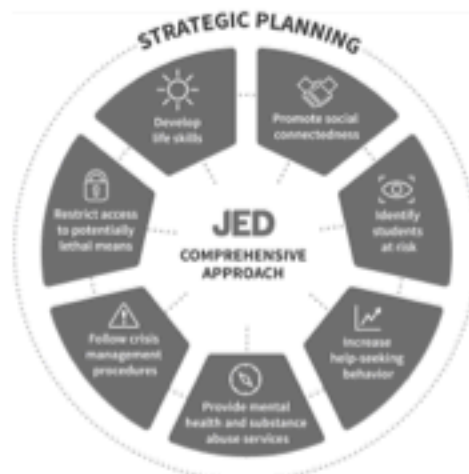 STRATEGIC PLANNING
Develop
life skills
Promote social
connectedness
Identify
students
at risk
Increase
help-seeking
behavior
Provide mental
health and substance
abuse services
Follow crisis
management
procedures
Restrict access
to potentially
lethal means
JED
COMPREHENSIVE
APPROACH